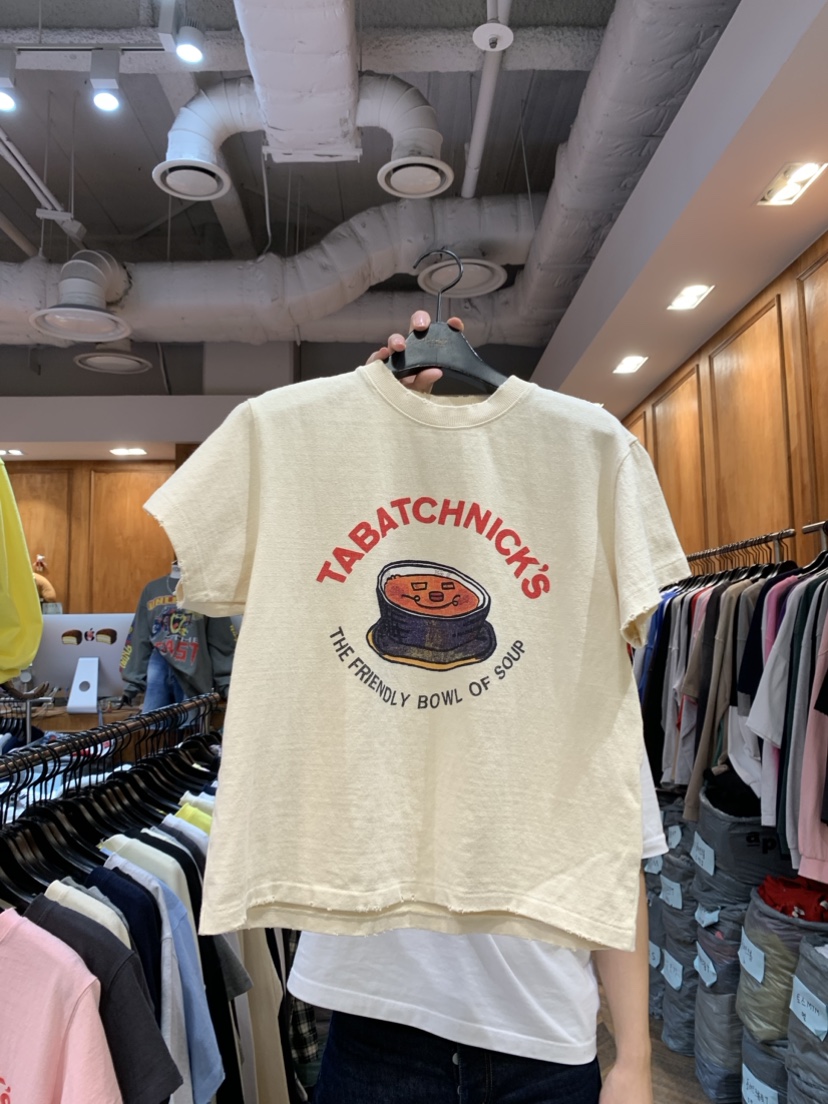 TABATCHNICK'S
THE FRIENDLY BOWL OF SOUP